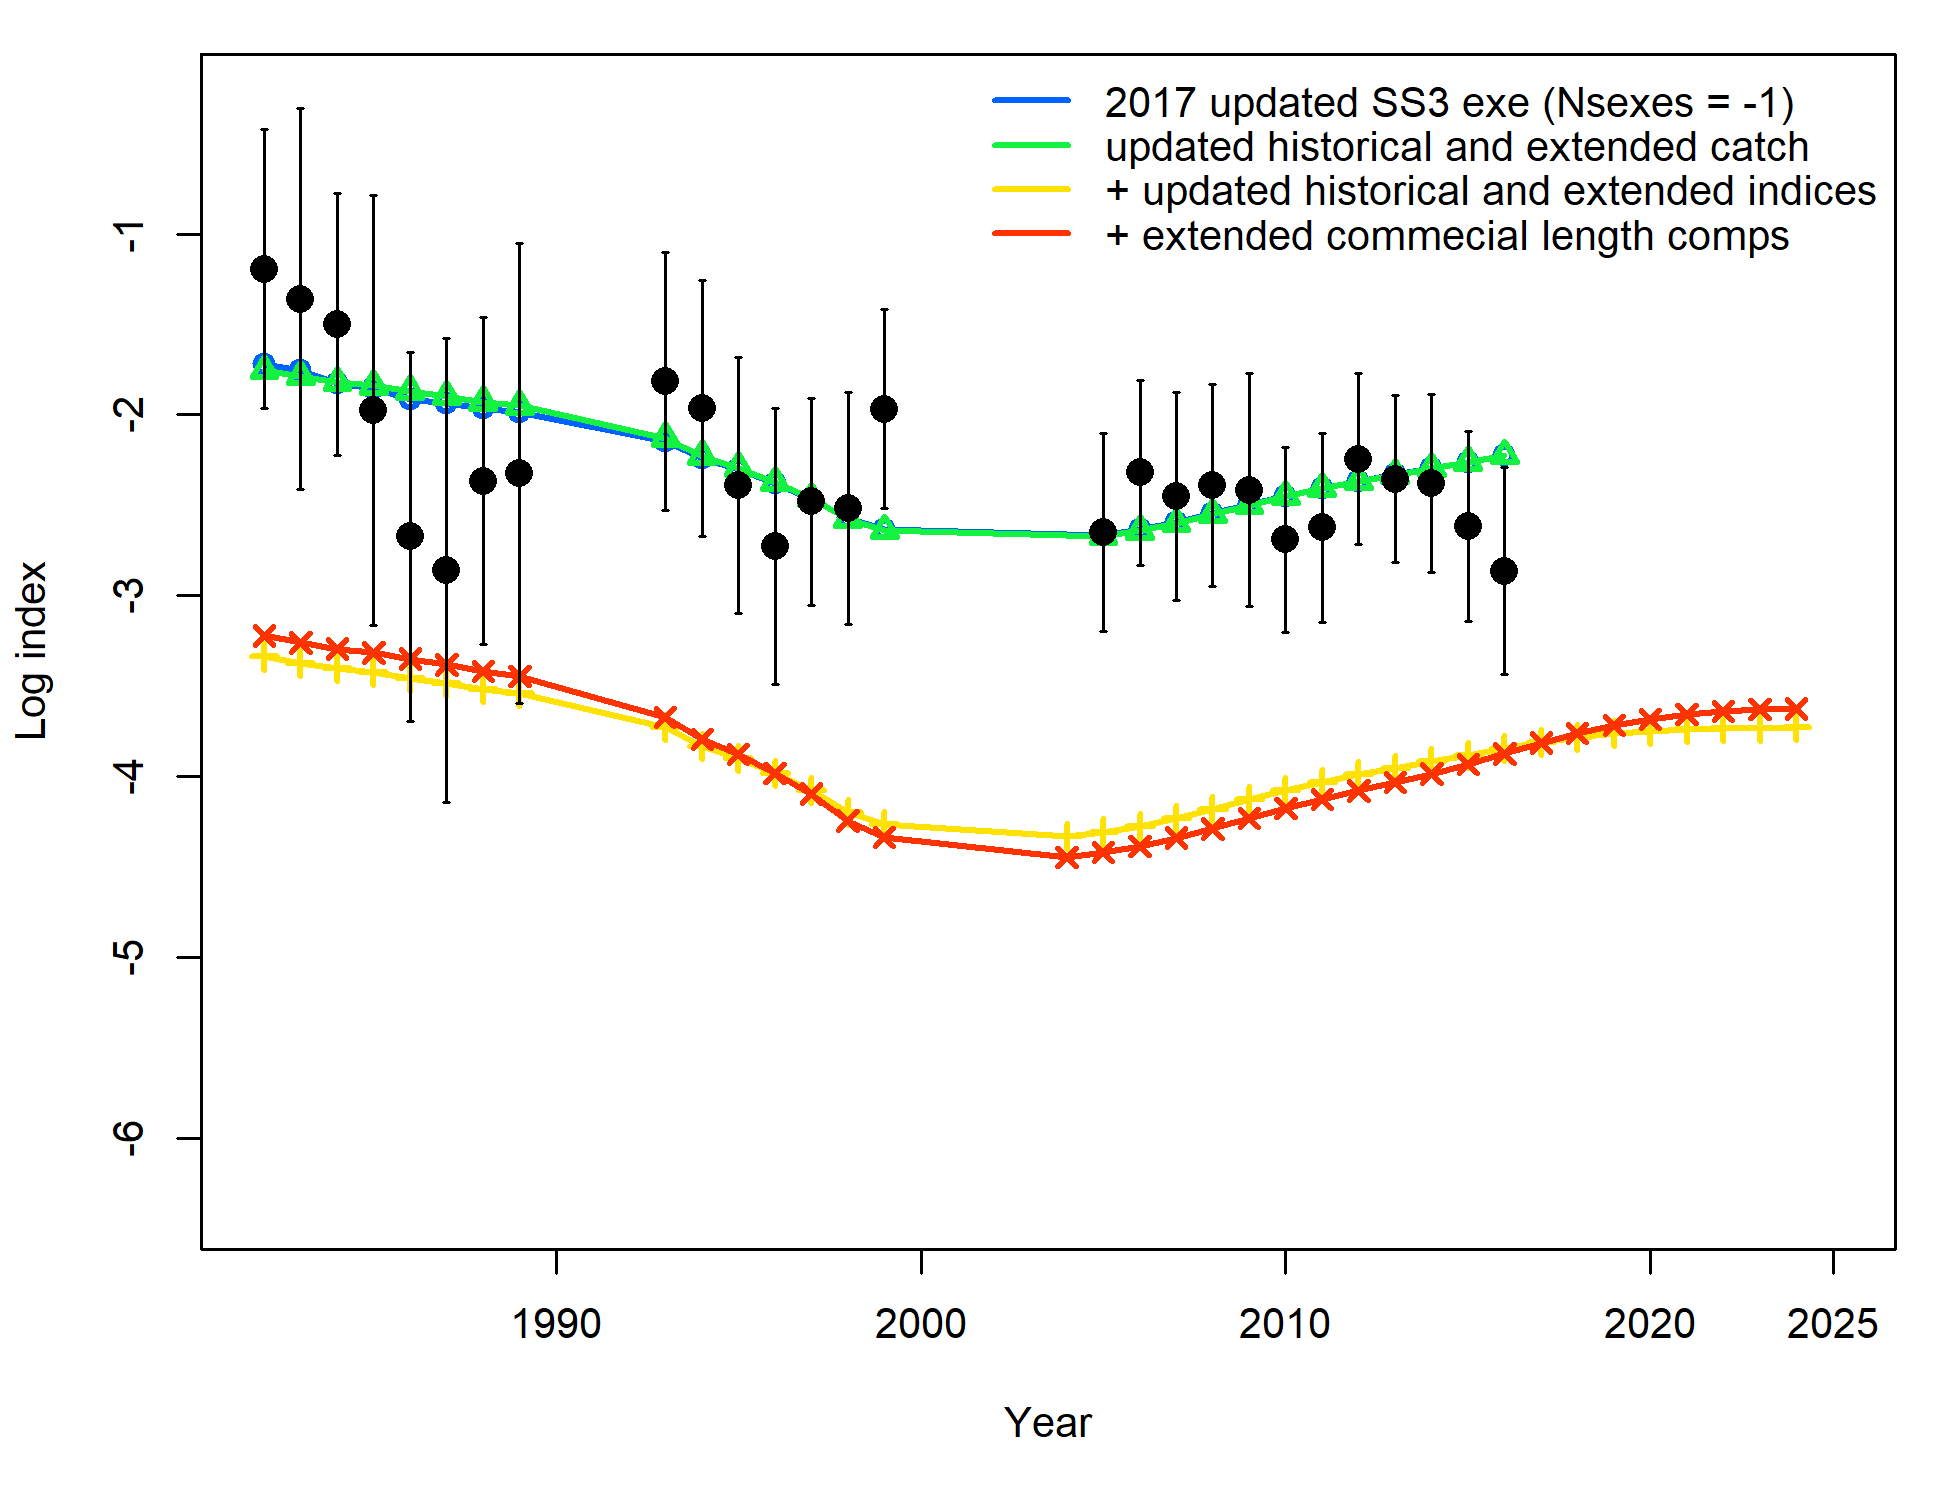 2017 updated SS3 exe (Nsexes = -1)
updated historical and extended catch
+ updated historical and extended indices
+ extended commecial length comps
Log index
-1
-2
-3
-4
-5
-6
1990
2000
2010
2020
2025
Year